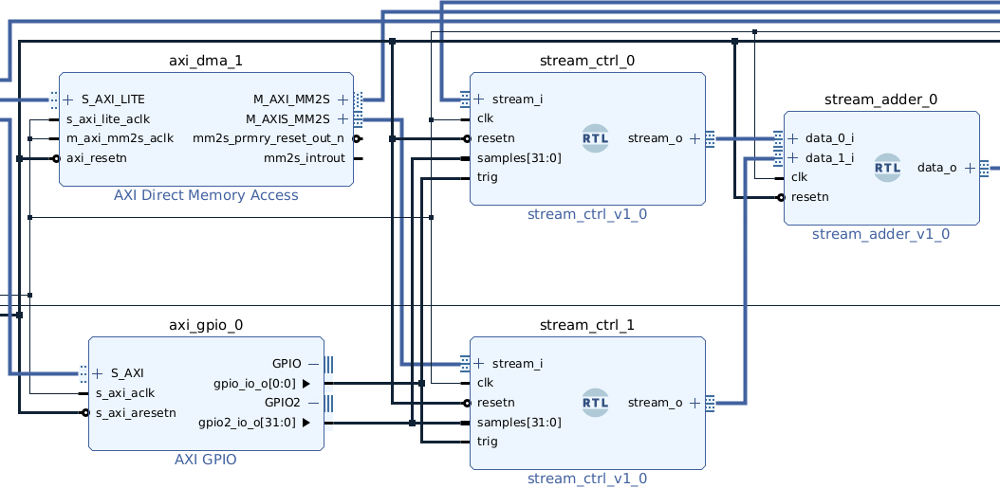 axi_dma_1
S_AXI_LITE
s_axi_lite_aclk
m_axi_mm2s_aclk
axi_resetn
M_AXI_MM2S
M_AXIS_MM2S
mm2s_prmry_reset_out_n
mm2s_introut
AXI Direct Memory Access
stream_ctrl_0
stream_i
clk
resetn
samples[31:0]
trig
RTL
stream_o
stream_ctrl_v1_0
stream_adder_0
data_0_i
data_1_i
clk
resetn
RTL
data_o
stream_adder_v1_0
axi_gpio_0
S_AXI
s_axi_aclk
s_axi_aresetn
GPIO
gpio_io_o[0:0]
GPIO2
gpio2_io_o[31:0]
AXI GPIO
stream_ctrl_1
stream_i
clk
resetn
samples[31:0]
trig
RTL
stream_o
stream_ctrl_v1_0